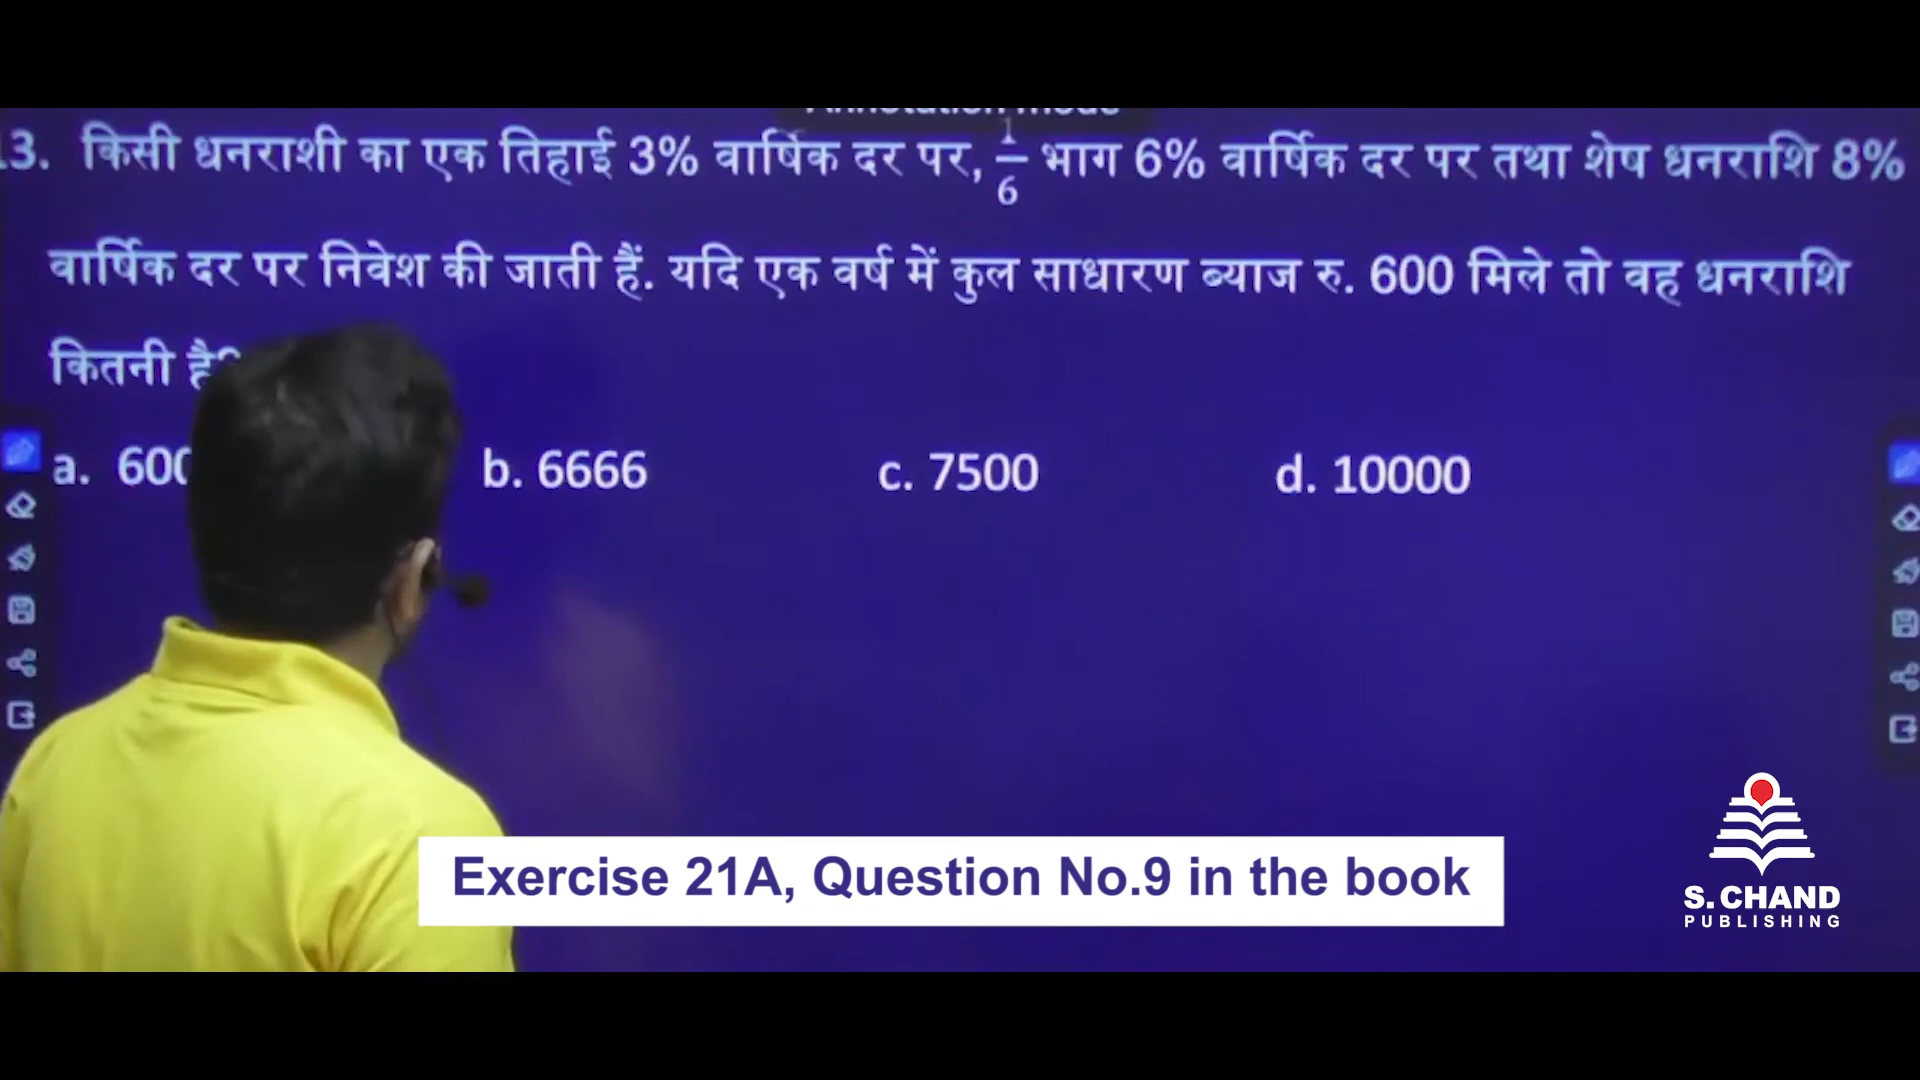 13. किसी धनराशी का एक तिहाई 3% वार्षिक दर पर, 1/6 भाग 6% वार्षिक दर पर तथा शेष धनराशि 8%
वार्षिक दर पर निवेश की जाती हैं. यदि एक वर्ष में कुल साधारण ब्याज रु. 600 मिले तो वह धनराशि
कितनी है?
a. b. 6666 c. 7500 d. 10000
Exercise 21A, Question No.9 in the book
S. CHAND
PUBLISHING